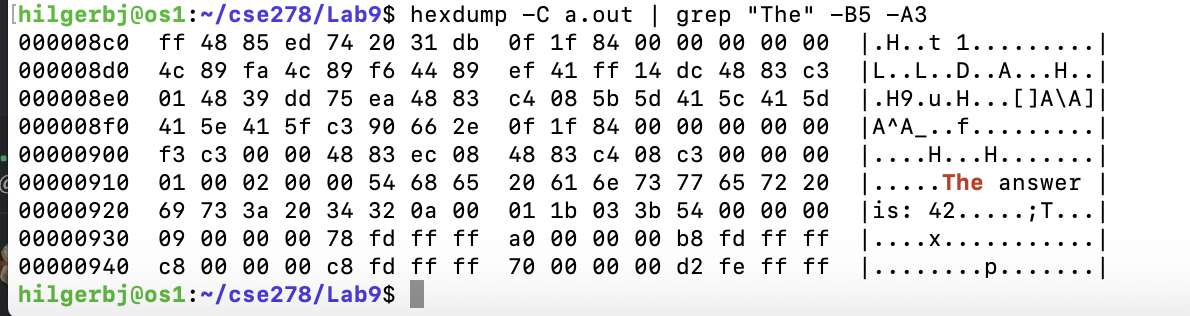 [hilgerbj@os1:~/cse278/Lab9$ hexdump -C a.out | grep "The" -B5 -A3
000008c0  ff 48 85 ed 74 20 31 db  0f 1f 84 00 00 00 00 00  |.H..t 1.........|
000008d0  4c 89 fa 4c 89 f6 44 89  ef 41 ff 14 dc 48 83 c3  |L..L..D..A...H..|
000008e0  01 48 39 dd 75 ea 48 83  c4 08 5b 5d 41 5c 41 5d  |.H9.u.H...[]A\A]|
000008f0  41 5e 41 5f c3 90 66 2e  0f 1f 84 00 00 00 00 00  |A^A_..f.........|
00000900  f3 c3 00 00 48 83 ec 08  48 83 c4 08 c3 00 00 00  |....H...H.......|
00000910  01 00 02 00 00 54 68 65  20 61 6e 73 77 65 72 20  |.....The answer |
00000920  69 73 3a 20 34 32 0a 00  01 1b 03 3b 54 00 00 00  |is: 42.....;T...|
00000930  09 00 00 00 78 fd ff ff  a0 00 00 00 b8 fd ff ff  |....x...........|
00000940  c8 00 00 00 c8 fd ff ff  70 00 00 00 d2 fe ff ff  |........p.......|
hilgerbj@os1:~/cse278/Lab9$